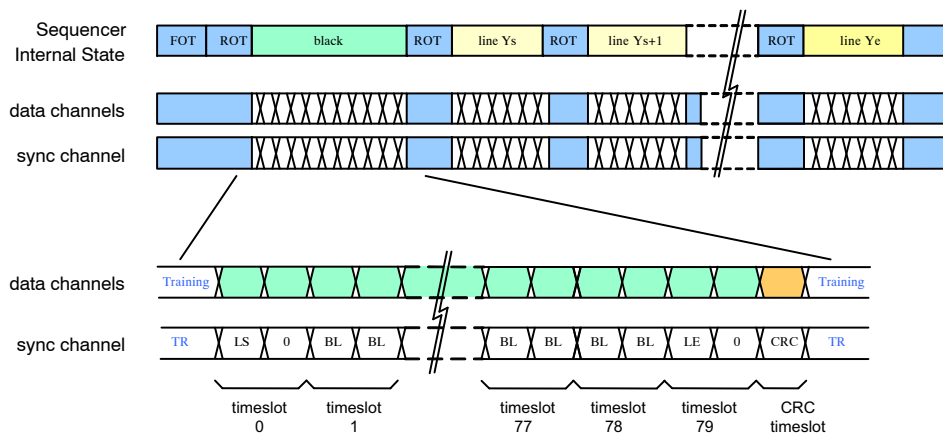 Sequencer
Internal State
FOT ROT black ROT line Ys ROT line Ys+1 ROT line Ye
data channels
sync channel
data channels Training Training
sync channel TR LS 0 BL BL BL BL BL BL LE 0 CRC TR
timeslot timeslot timeslot timeslot timeslot CRC
0 1 77 78 79 timeslot